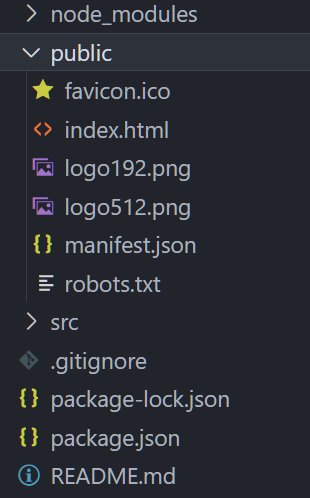 node_modules
public
favicon.ico
index.html
logo192.png
logo512.png
manifest.json
robots.txt
src
.gitignore
package-lock.json
package.json
README.md